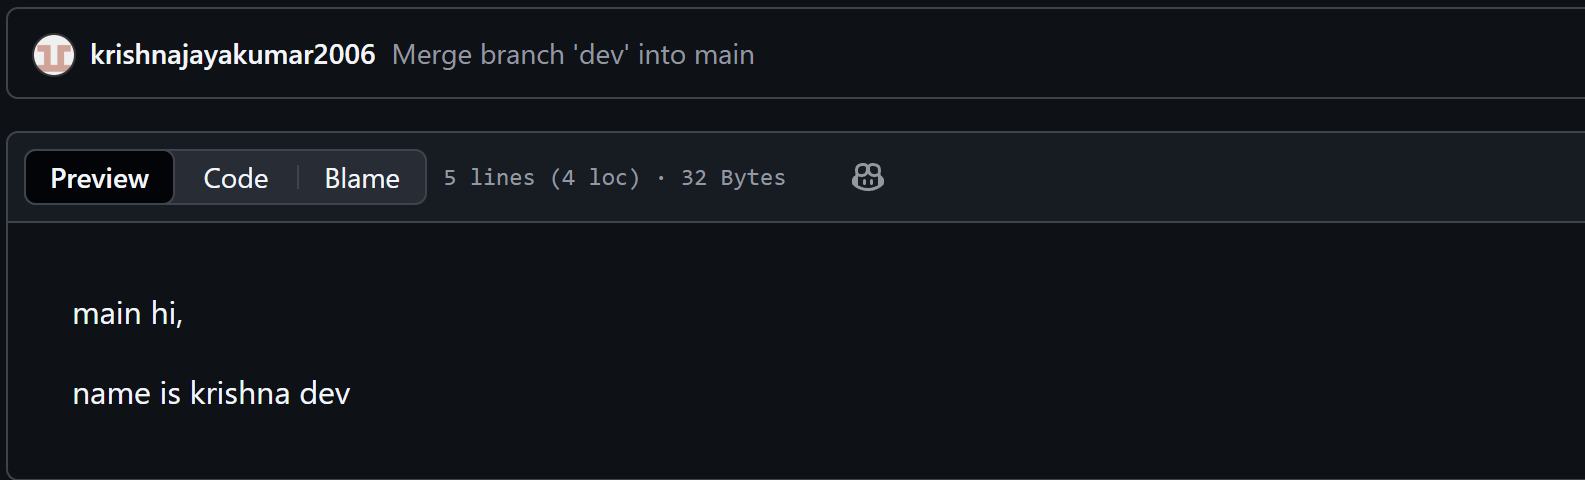 krishnajayakumar2006 Merge branch 'dev' into main
Preview Code Blame 5 lines (4 loc) · 32 Bytes
main hi,
name is krishna dev